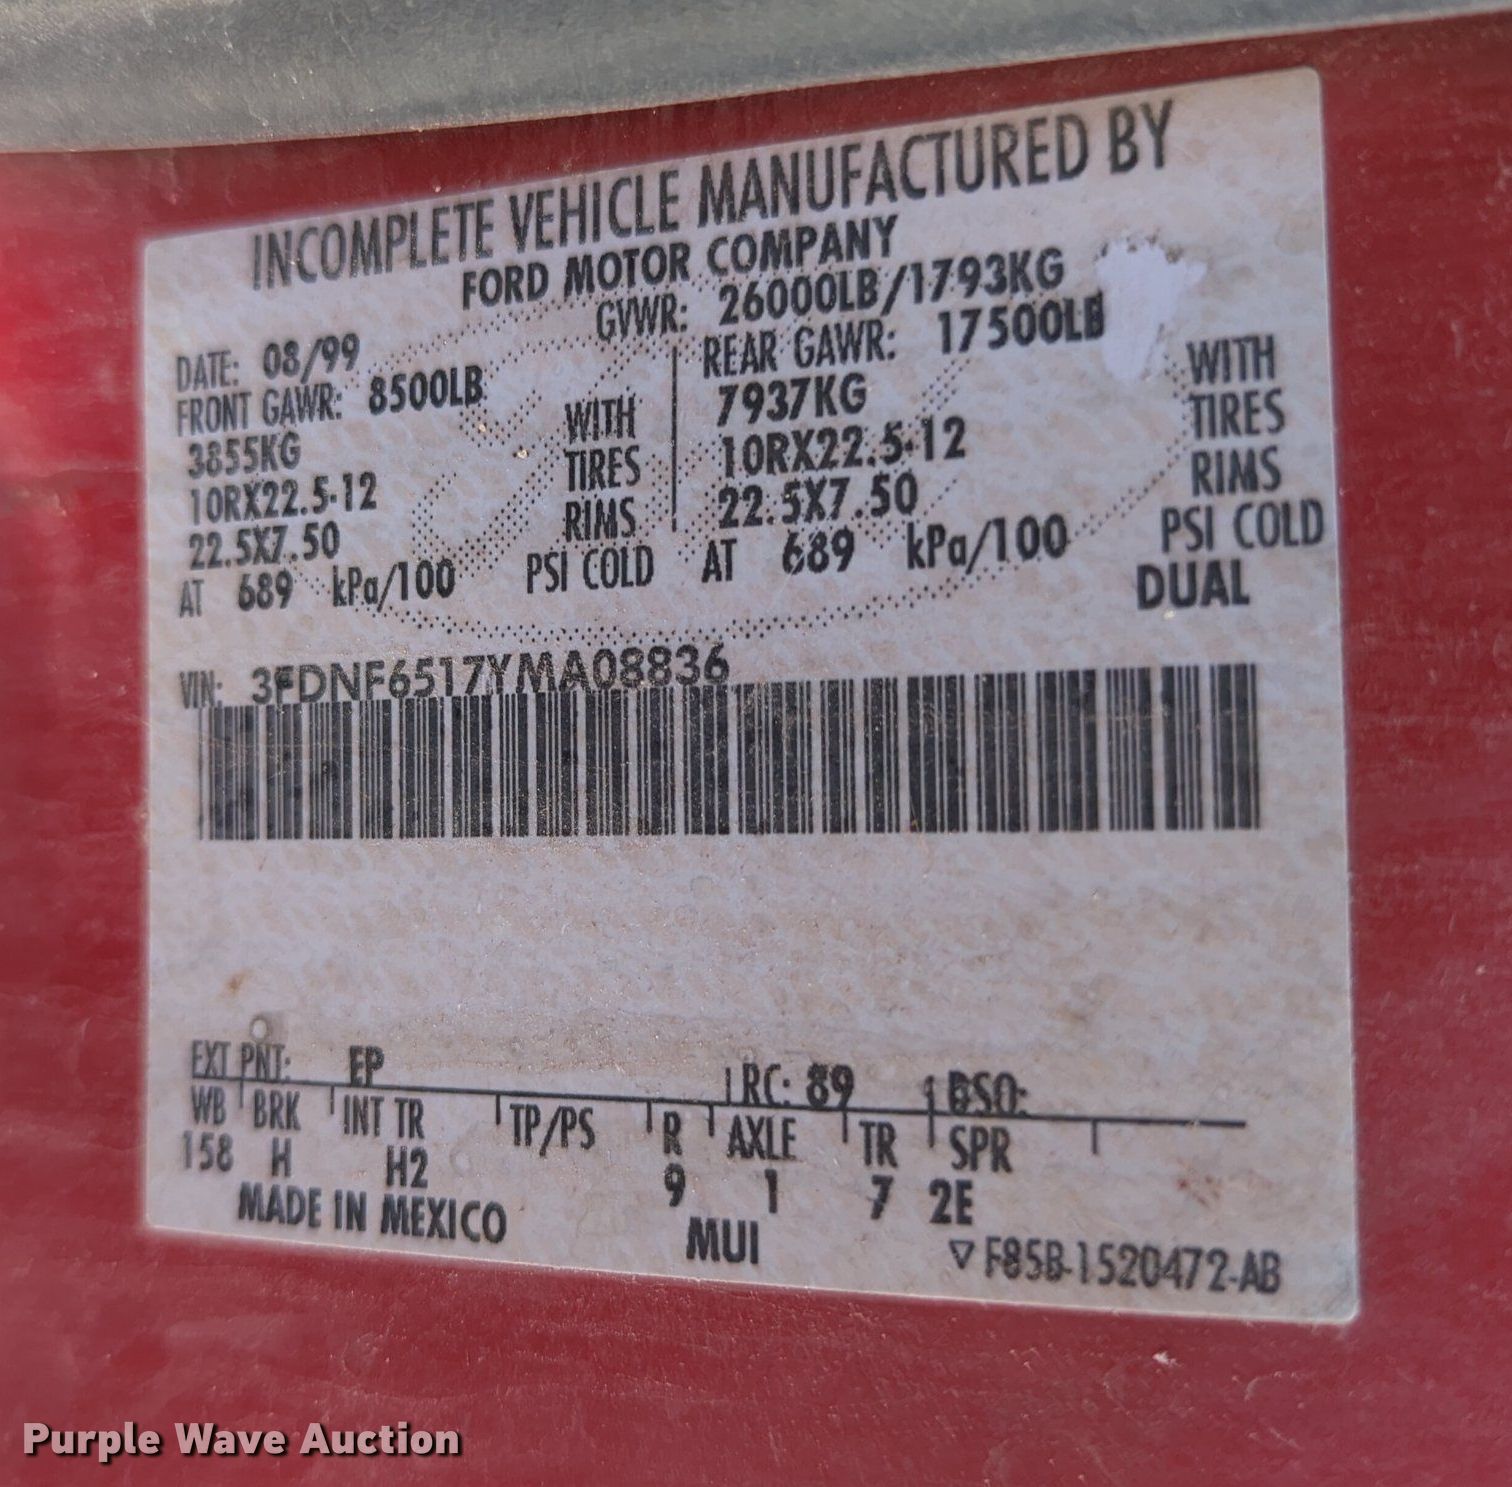 INCOMPLETE VEHICLE MANUFACTURED BY
FORD MOTOR COMPANY
DATE: 08/99 GVWR: 26000LB/1793KG
FRONT GAWR: 8500LB REAR GAWR: 17500LB
3855KG WITH 7937KG WITH
10RX22.5-12 TIRES 10RX22.5-12 TIRES
22.5X7.50 RIMS 22.5X7.50 RIMS
AT 689 kPa/100 PSI COLD AT 689 kPa/100 PSI COLD
DUAL
VIN: 3FDNF6517YMA08836
EXT PNT: EP RC: 89 DSO:
WB BRK INT TR TP/PS R AXLE TR SPR
158 H H2 9 1 7 2E
MADE IN MEXICO MUI
F85B-1520472-AB
Purple Wave Auction